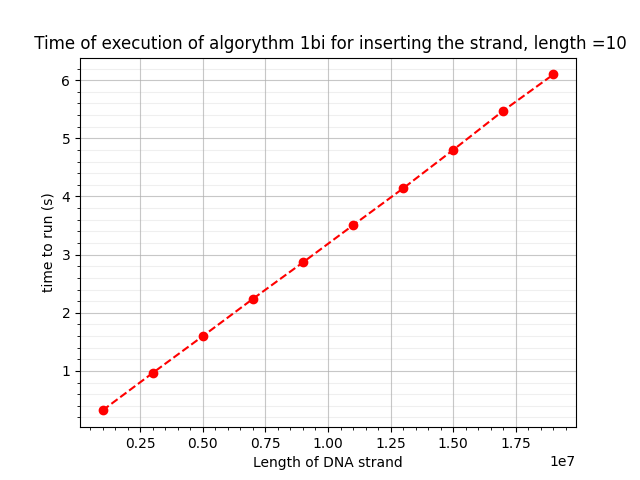 Time of execution of algorythm 1bi for inserting the strand, length =10
6
5
4
3
2
1
time to run (s)
0.25 0.50 0.75 1.00 1.25 1.50 1.75
1e7
Length of DNA strand